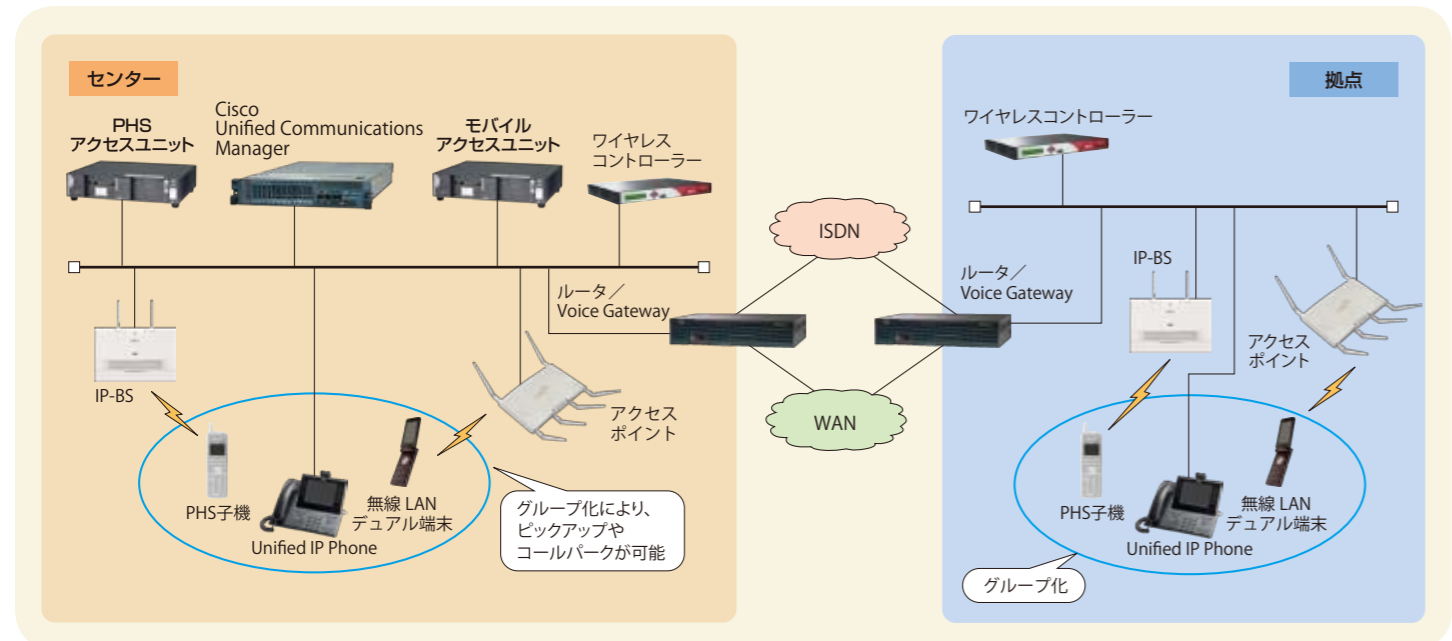 センター
PHS
アクセスユニット
Cisco
Unified Communications
Manager
モバイル
アクセスユニット
ワイヤレス
コントローラー
IP-BS
ルータ／
Voice Gateway
アクセス
ポイント
PHS子機
Unified IP Phone
無線 LAN
デュアル端末
グループ化により、
ピックアップや
コールパークが可能
ISDN
WAN
拠点
ワイヤレスコントローラー
ルータ／
Voice Gateway
IP-BS
アクセス
ポイント
PHS子機
Unified IP Phone
無線 LAN
デュアル端末
グループ化